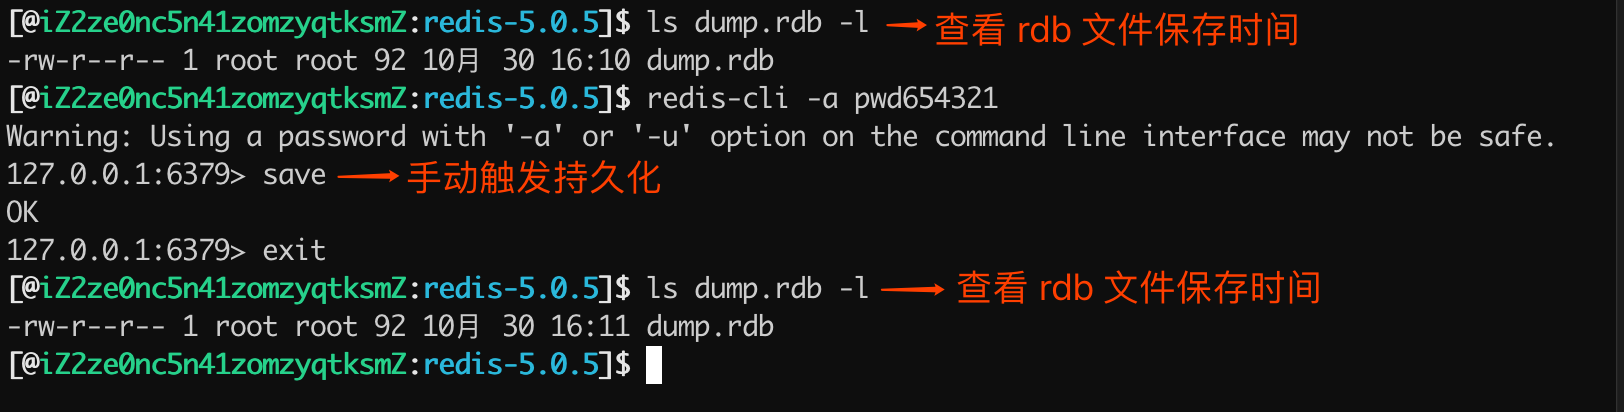 [@iZ2ze0nc5n41zomzyqtksmZ:redis-5.0.5]$ ls dump.rdb -l 查看 rdb 文件保存时间
-rw-r--r-- 1 root root 92 10月 30 16:10 dump.rdb
[@iZ2ze0nc5n41zomzyqtksmZ:redis-5.0.5]$ redis-cli -a pwd654321
Warning: Using a password with '-a' or '-u' option on the command line interface may not be safe.
127.0.0.1:6379> save 手动触发持久化
OK
127.0.0.1:6379> exit
[@iZ2ze0nc5n41zomzyqtksmZ:redis-5.0.5]$ ls dump.rdb -l 查看 rdb 文件保存时间
-rw-r--r-- 1 root root 92 10月 30 16:11 dump.rdb
[@iZ2ze0nc5n41zomzyqtksmZ:redis-5.0.5]$